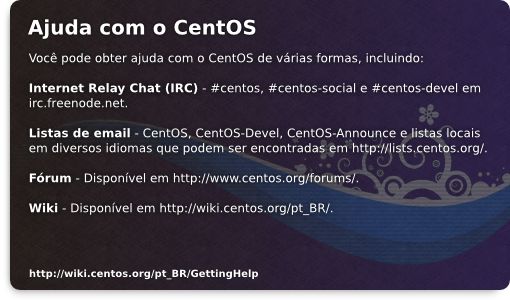 Ajuda com o CentOS
Você pode obter ajuda com o CentOS de várias formas, incluindo:
Internet Relay Chat (IRC) - #centos, #centos-social e #centos-devel em
irc.freenode.net.
Listas de email - CentOS, CentOS-Devel, CentOS-Announce e listas locais
em diversos idiomas que podem ser encontradas em http://lists.centos.org/.
Fórum - Disponível em http://www.centos.org/forums/.
Wiki - Disponível em http://wiki.centos.org/pt_BR/.
http://wiki.centos.org/pt_BR/GettingHelp